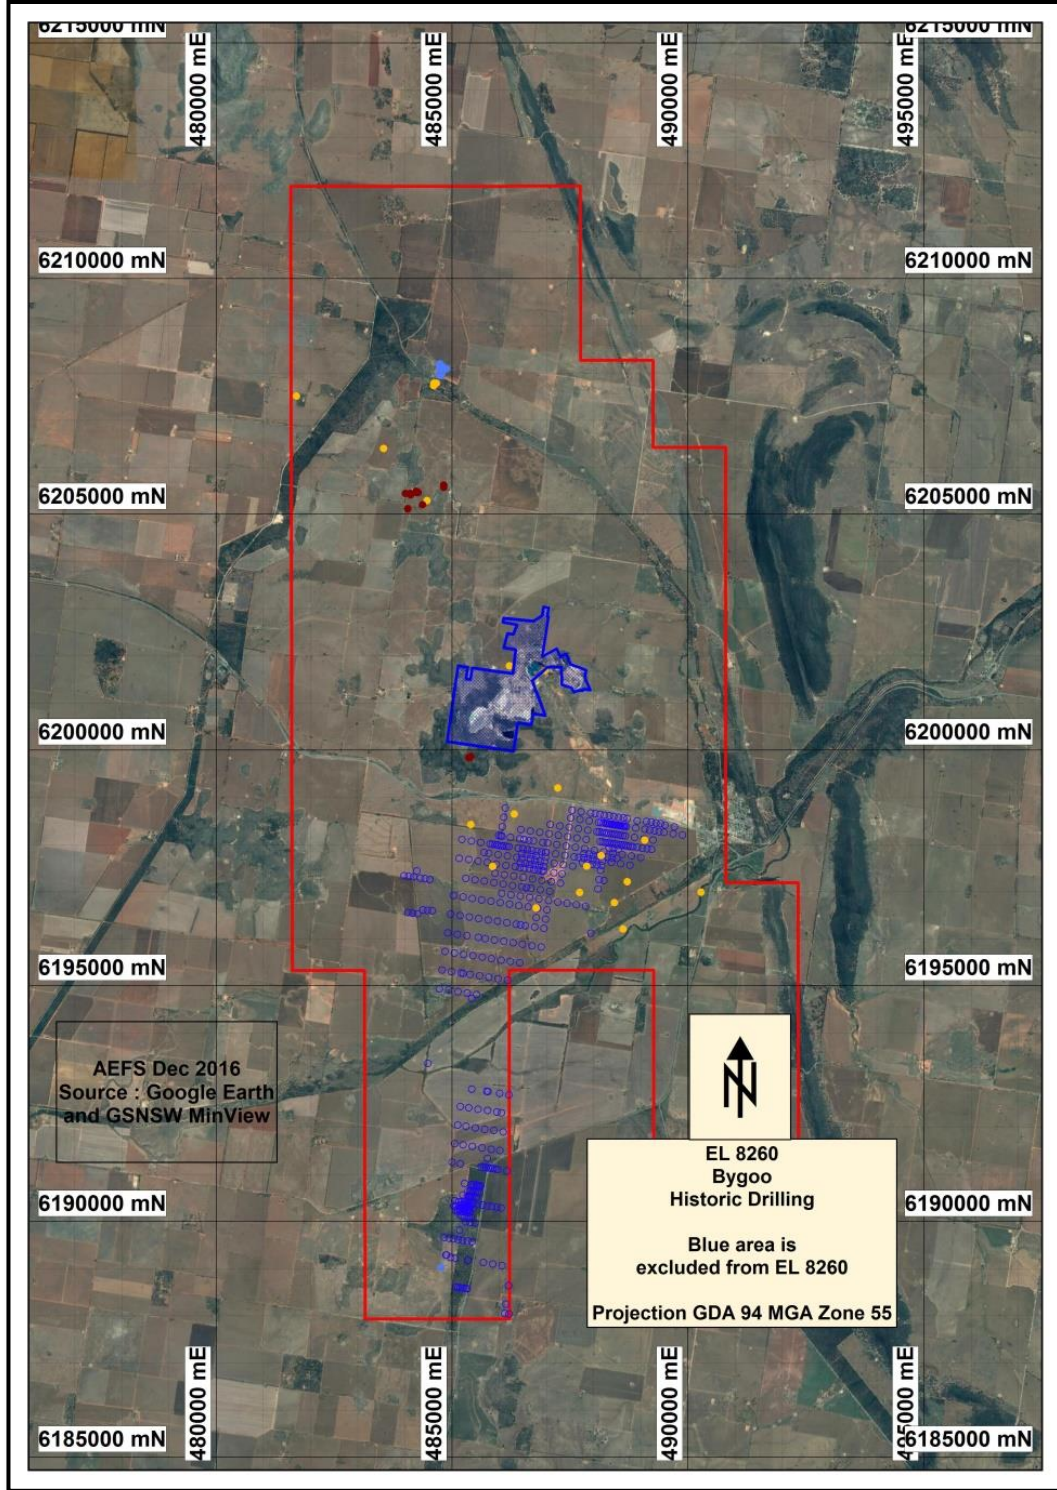 6215000 mN
6215000 mN
480000 mE
485000 mE
490000 mE
495000 mE
6210000 mN
6210000 mN
6205000 mN
6205000 mN
6200000 mN
6200000 mN
6195000 mN
6195000 mN
AEFS Dec 2016
Source : Google Earth
and GSNSW MinView
N
EL 8260
Bygoo
Historic Drilling
Blue area is
excluded from EL 8260
Projection GDA 94 MGA Zone 55
6190000 mN
6190000 mN
480000 mE
485000 mE
490000 mE
495000 mE
6185000 mN
6185000 mN